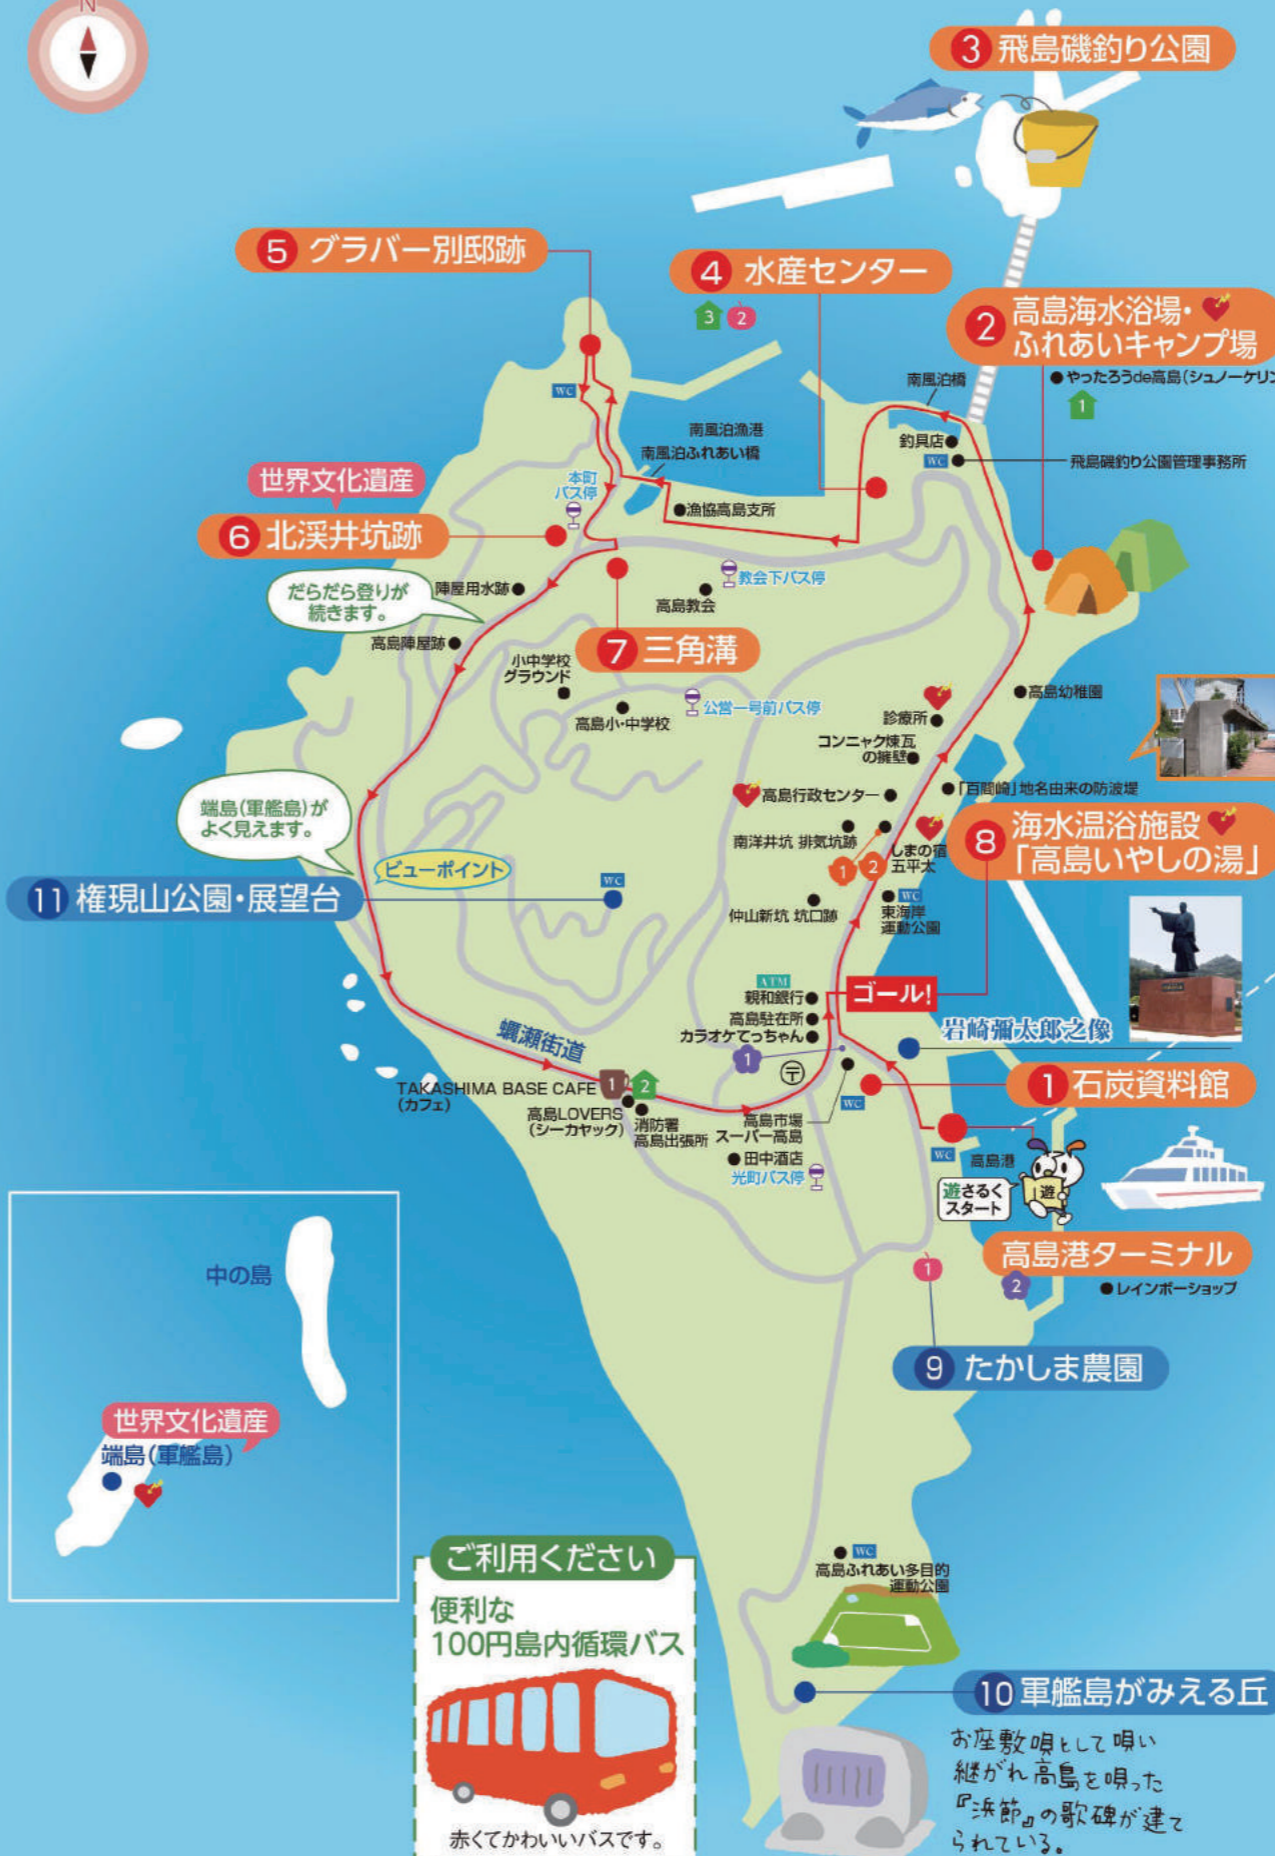 N
3 飛島磯釣り公園
5 グラバー別邸跡
4 水産センター
3 2
2 高島海水浴場・
ふれあいキャンプ場
● やったろうde高島(シュノーケリン
1
南風泊橋
釣具店●
WC
飛島磯釣り公園管理事務所
WC
南風泊漁港
南風泊ふれあい橋
●漁協高島支所
本町
バス停
世界文化遺産
6 北渓井坑跡
だらだら登りが
続きます。
陣屋用水跡●
高島陣屋跡●
教会下バス停
高島教会
7 三角溝
小中学校
グラウンド
高島小・中学校
公営一号前バス停
●高島幼稚園
診療所●
コンニャク煉瓦
の擁壁●
●「百間崎」地名由来の防波堤
高島行政センター●
南洋井坑 排気坑跡
1 2
しまの宿
五平太
8 海水温浴施設
「高島いやしの湯」
端島(軍艦島)が
よく見えます。
ビューポイント
WC
11 権現山公園・展望台
仲山新坑 坑口跡
WC
東海岸
運動公園
ATM
親和銀行●
高島駐在所●
カラオケてっちゃん●
ゴール!
岩崎彌太郎之像
蠣瀬街道
1
〒
1 石炭資料館
WC
TAKASHIMA BASE CAFE
(カフェ)
1 2
高島LOVERS
(シーカヤック)
消防署
高島出張所
高島市場
スーパー高島
●田中酒店
光町バス停
WC
高島港
遊さるく
スタート
遊
高島港ターミナル
2
●レインボーショップ
1
9 たかしま農園
中の島
世界文化遺産
端島(軍艦島)
ご利用ください
便利な
100円島内循環バス
赤くてかわいいバスです。
● WC
高島ふれあい多目的
運動公園
10 軍艦島がみえる丘
お座敷唄として唄い
継がれ高島を唄った
『浜節』の歌碑が建て
られている。